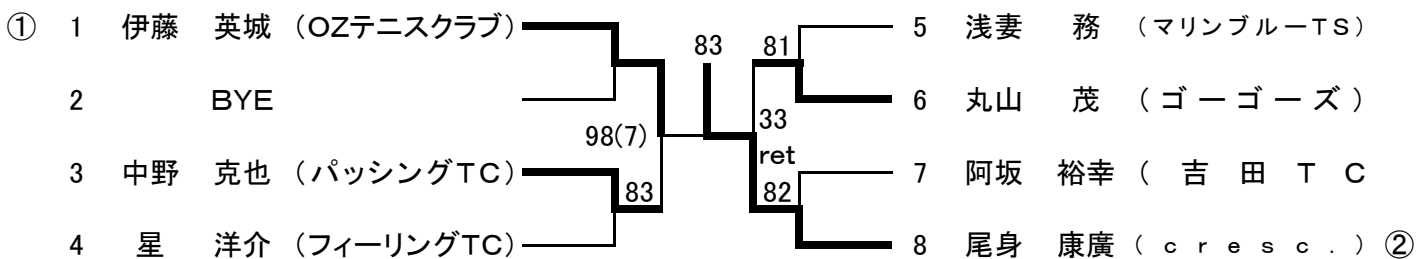 ① 1 伊藤 英城 (OZテニスクラブ) 5 浅妻 務 (マリンブルーTS)
83 81
2 BYE 6 丸山 茂 (ゴーゴーズ)
98(7) 33
ret
3 中野 克也 (パッシングTC) 7 阿坂 裕幸 (吉田TC
83 82
4 星 洋介 (フィーリングTC) 8 尾身 康廣 (cresc.) ②